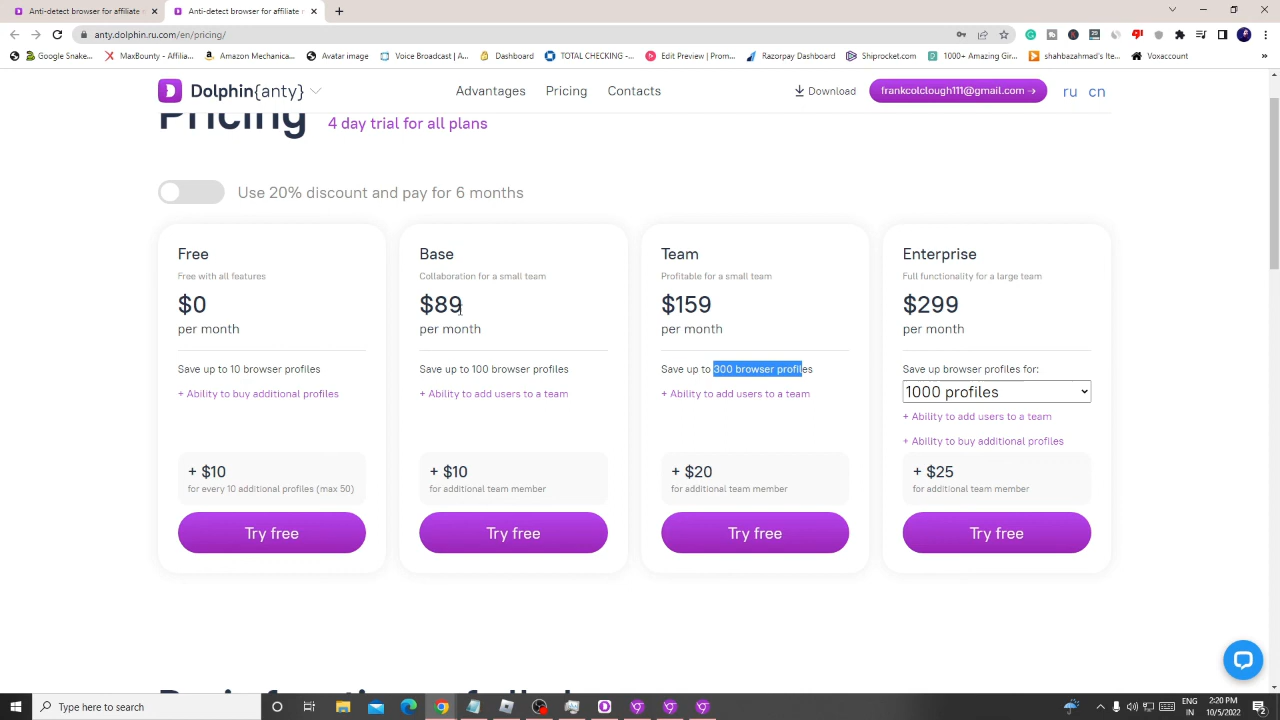 Anti-detect browser for affiliate
Anti-detect browser for affiliate
anty.dolphin.ru.com/en/pricing/
Google Snake...
MaxBounty - Affilia...
Amazon Mechanica...
Avatar image
Voice Broadcast( A...
Dashboard
TOTAL CHECKING -...
Edit Preview | Prom...
Razorpay Dashboard
Shiprocket.com
1000+ Amazing Gir...
shahbazahmad's Ite...
Voxaccount
Dolphin{anty}
Advantages
Pricing
Contacts
Download
frankcolclough111@gmail.com →
ru
cn
Pricing
4 day trial for all plans
Use 20% discount and pay for 6 months
Free
Free with all features
$0
per month
Save up to 10 browser profiles
+ Ability to buy additional profiles
+ $10
for every 10 additional profiles (max 50)
Try free
Base
Collaboration for a small team
$89
per month
Save up to 100 browser profiles
+ Ability to add users to a team
+ $10
for additional team member
Try free
Team
Profitable for a small team
$159
per month
Save up to 300 browser profiles
+ Ability to add users to a team
+ $20
for additional team member
Try free
Enterprise
Full functionality for a large team
$299
per month
Save up browser profiles for:
1000 profiles
+ Ability to add users to a team
+ Ability to buy additional profiles
+ $25
for additional team member
Try free
Type here to search
ENG
IN
2:20 PM
10/5/2022